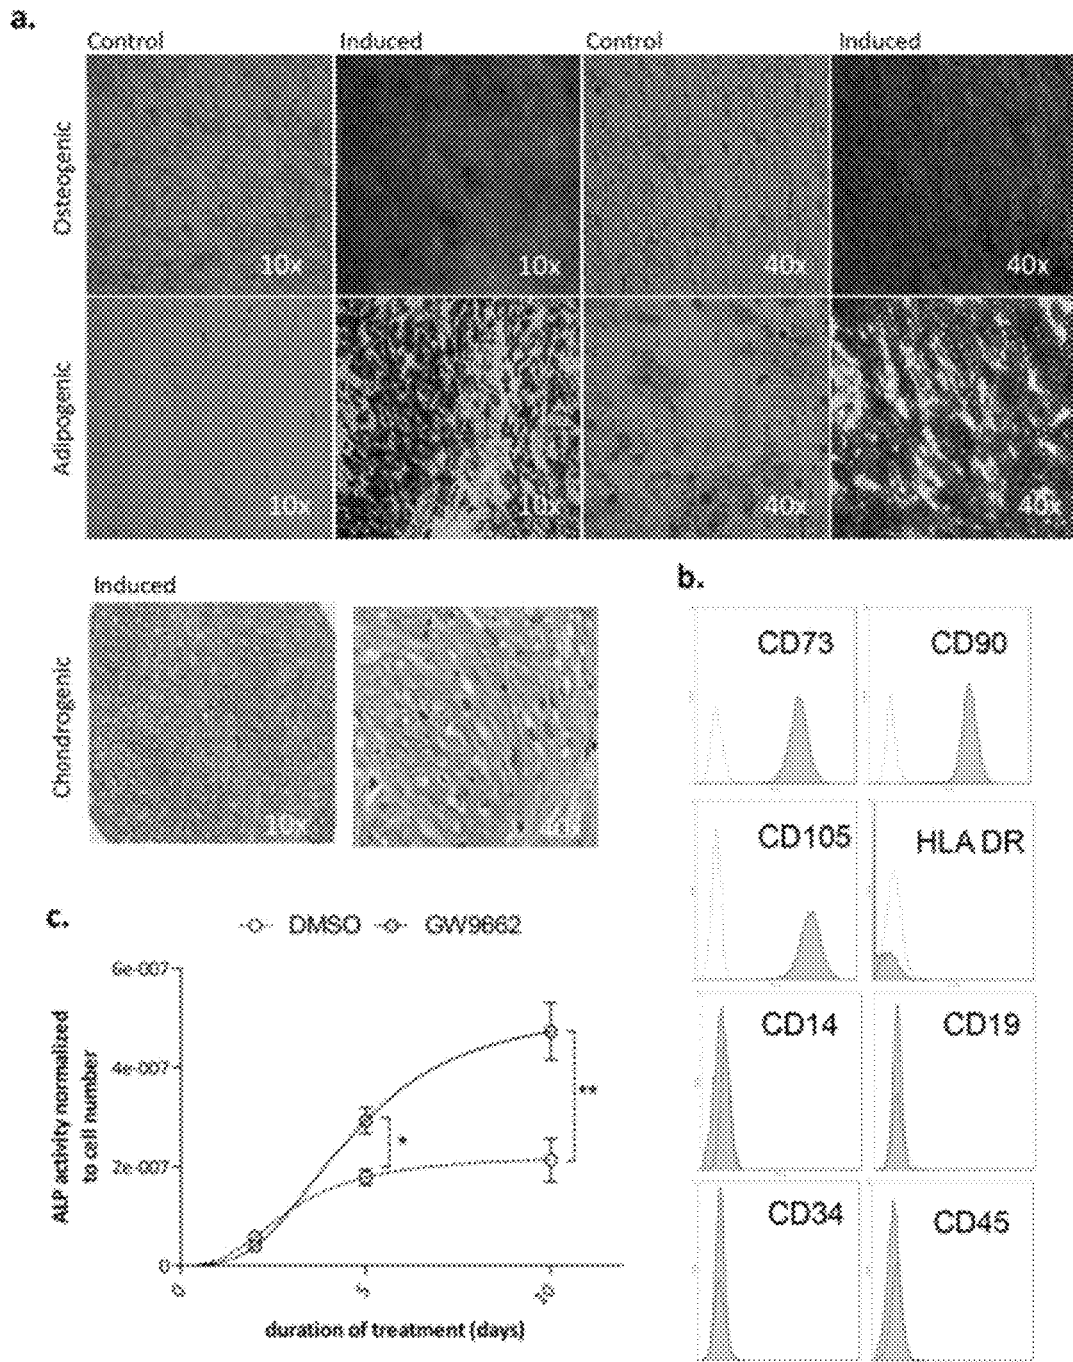 a.
Control Induced Control Induced
Osteogenic
10x 10x 40x 40x
Adipogenic
10x 10x 40x 40x
Induced
Chondrogenic
10x
b.
CD73 CD90
CD105 HLA DR
CD14 CD19
CD34 CD45
c.
DMSO GW9662
ALP activity normalized
to cell number
6e-007
4e-007
2e-007
0
* **
0 5 10
duration of treatment (days)